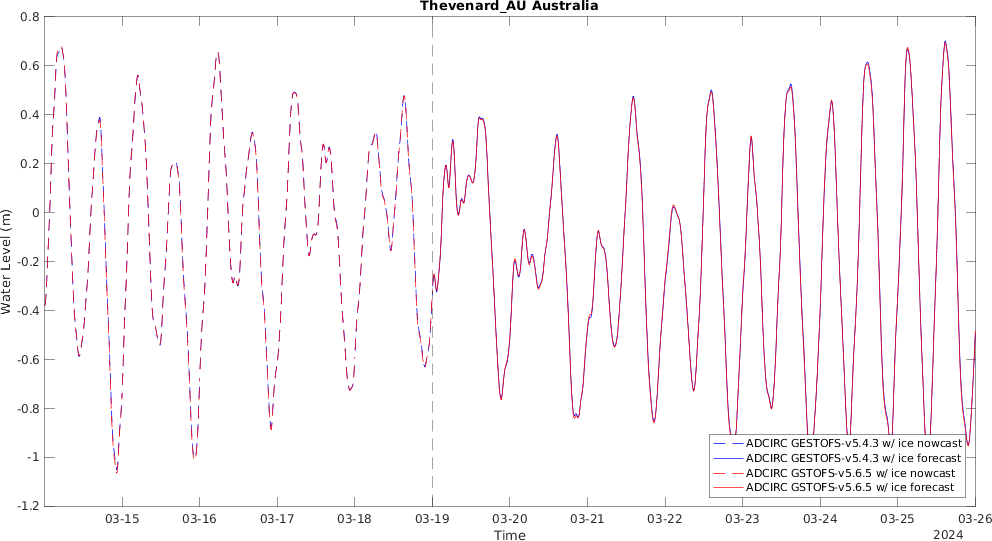 Thevenard_AU Australia
0.8
0.6
0.4
0.2
0
-0.2
-0.4
-0.6
-0.8
-1
-1.2
Water Level (m)
ADCIRC GESTOFS-v5.4.3 w/ ice nowcast
ADCIRC GESTOFS-v5.4.3 w/ ice forecast
ADCIRC GSTOFS-v5.6.5 w/ ice nowcast
ADCIRC GSTOFS-v5.6.5 w/ ice forecast
03-15 03-16 03-17 03-18 03-19 03-20 03-21 03-22 03-23 03-24 03-25 03-26
Time
2024